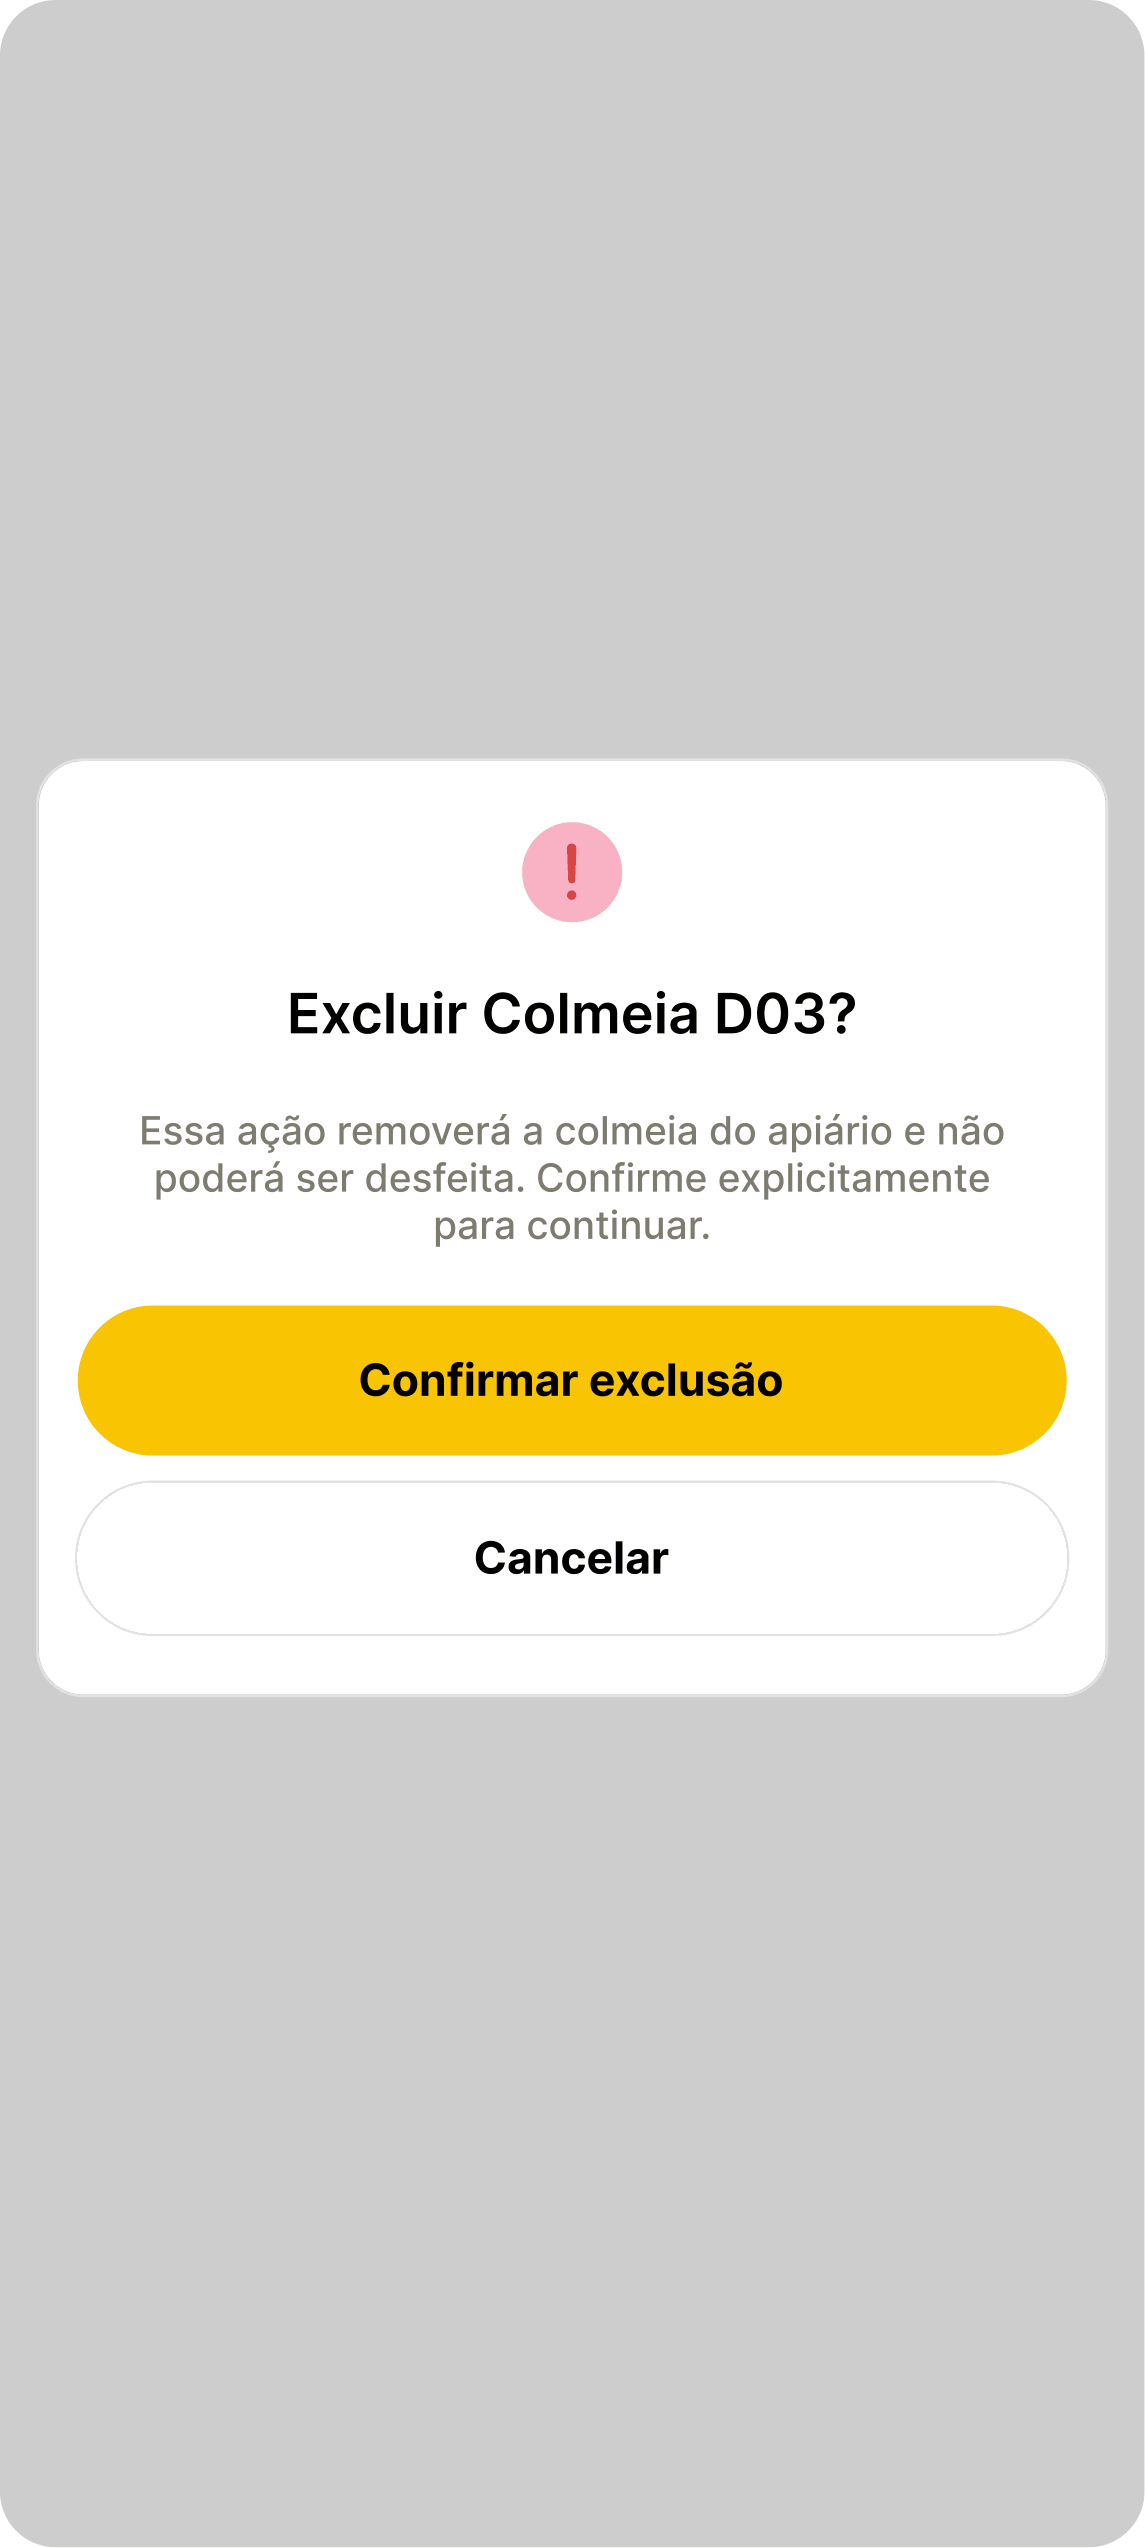 Excluir Colmeia D03?
Essa ação removerá a colmeia do apiário e não
poderá ser desfeita. Confirme explicitamente
para continuar.
Confirmar exclusão
Cancelar